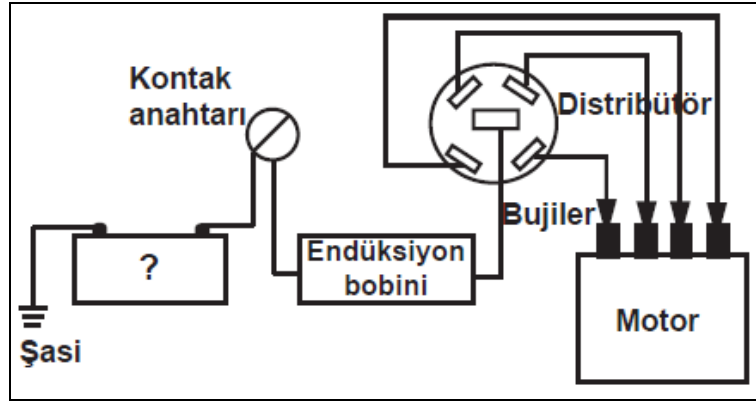 Kontak
anahtarı
Distribütör
Bujiler
?
Endüksiyon
bobini
Motor
Şasi